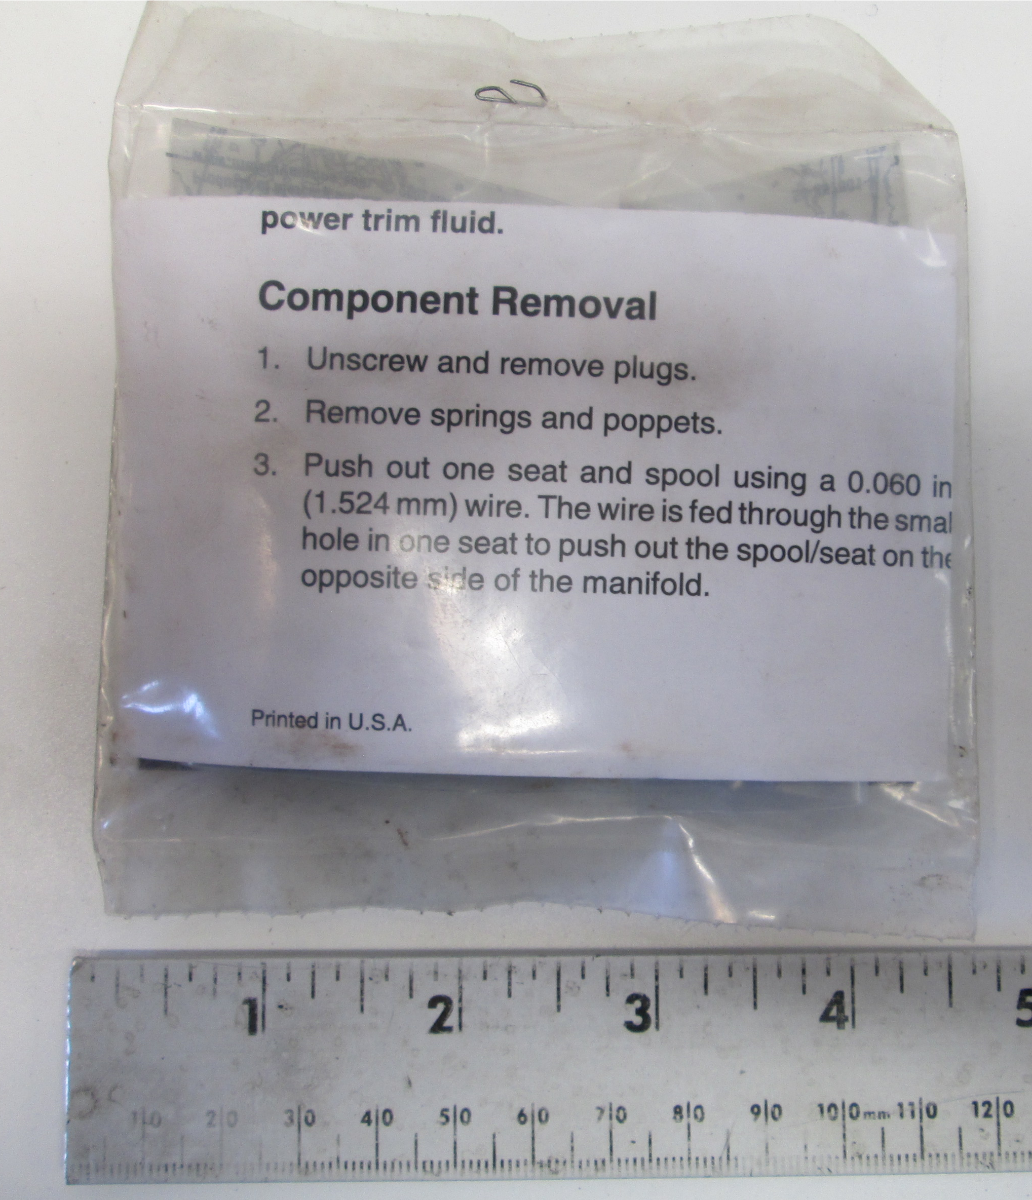 power trim fluid.
Component Removal
1. Unscrew and remove plugs.
2. Remove springs and poppets.
3. Push out one seat and spool using a 0.060 in
(1.524 mm) wire. The wire is fed through the smal
hole in one seat to push out the spool/seat on the
opposite side of the manifold.
Printed in U.S.A.
1 2 3 4 5
10 20 30 40 50 60 70 80 90 100mm 110 120